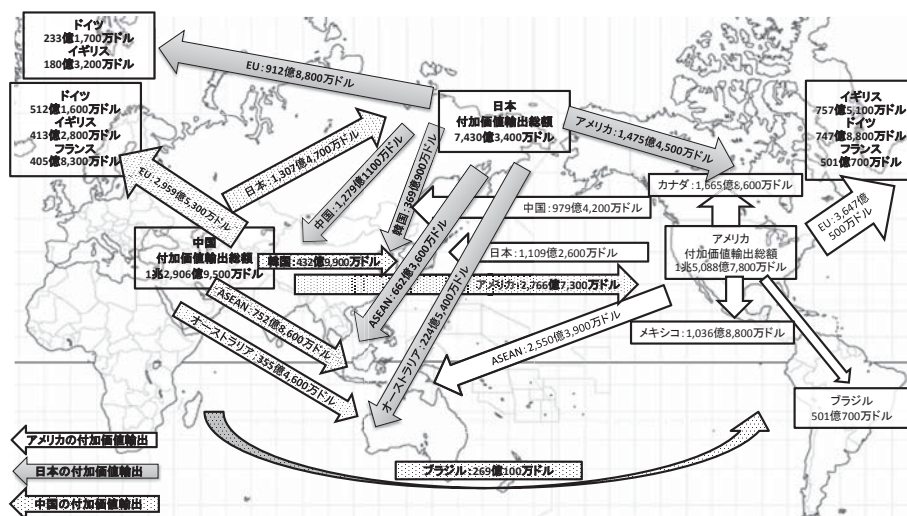 ドイツ
233億1,700万ドル
イギリス
180億3,200万ドル
ドイツ
512億1,600万ドル
イギリス
413億2,800万ドル
フランス
405億8,300万ドル
EU：912億8,800万ドル
日本
付加価値輸出総額
7,430億3,400万ドル
アメリカ：1,475億4,500万ドル
イギリス
757億5,100万ドル
ドイツ
747億8,800万ドル
フランス
501億700万ドル
EU：2,959億5,300万ドル
日本：1,307億4,700万ドル
中国：1,279億1100万ドル
韓国：369億900万ドル
中国：979億4,200万ドル
カナダ：1,665億8,600万ドル
EU：3,647億
500万ドル
中国
付加価値輸出総額
1兆2,906億9,500万ドル
韓国：432億9,900万ドル
日本：1,109億2,600万ドル
アメリカ：2,766億7,300万ドル
アメリカ
付加価値輸出総額
1兆5,088億7,800万ドル
ASEAN：662億3,600万ドル
オーストラリア：224億5,400万ドル
ASEAN：752億8,600万ドル
オーストラリア：355億4,600万ドル
ASEAN：2,550億3,900万ドル
メキシコ：1,036億8,800万ドル
ブラジル
501億700万ドル
ブラジル：269億100万ドル
アメリカの付加価値輸出
日本の付加価値輸出
中国の付加価値輸出